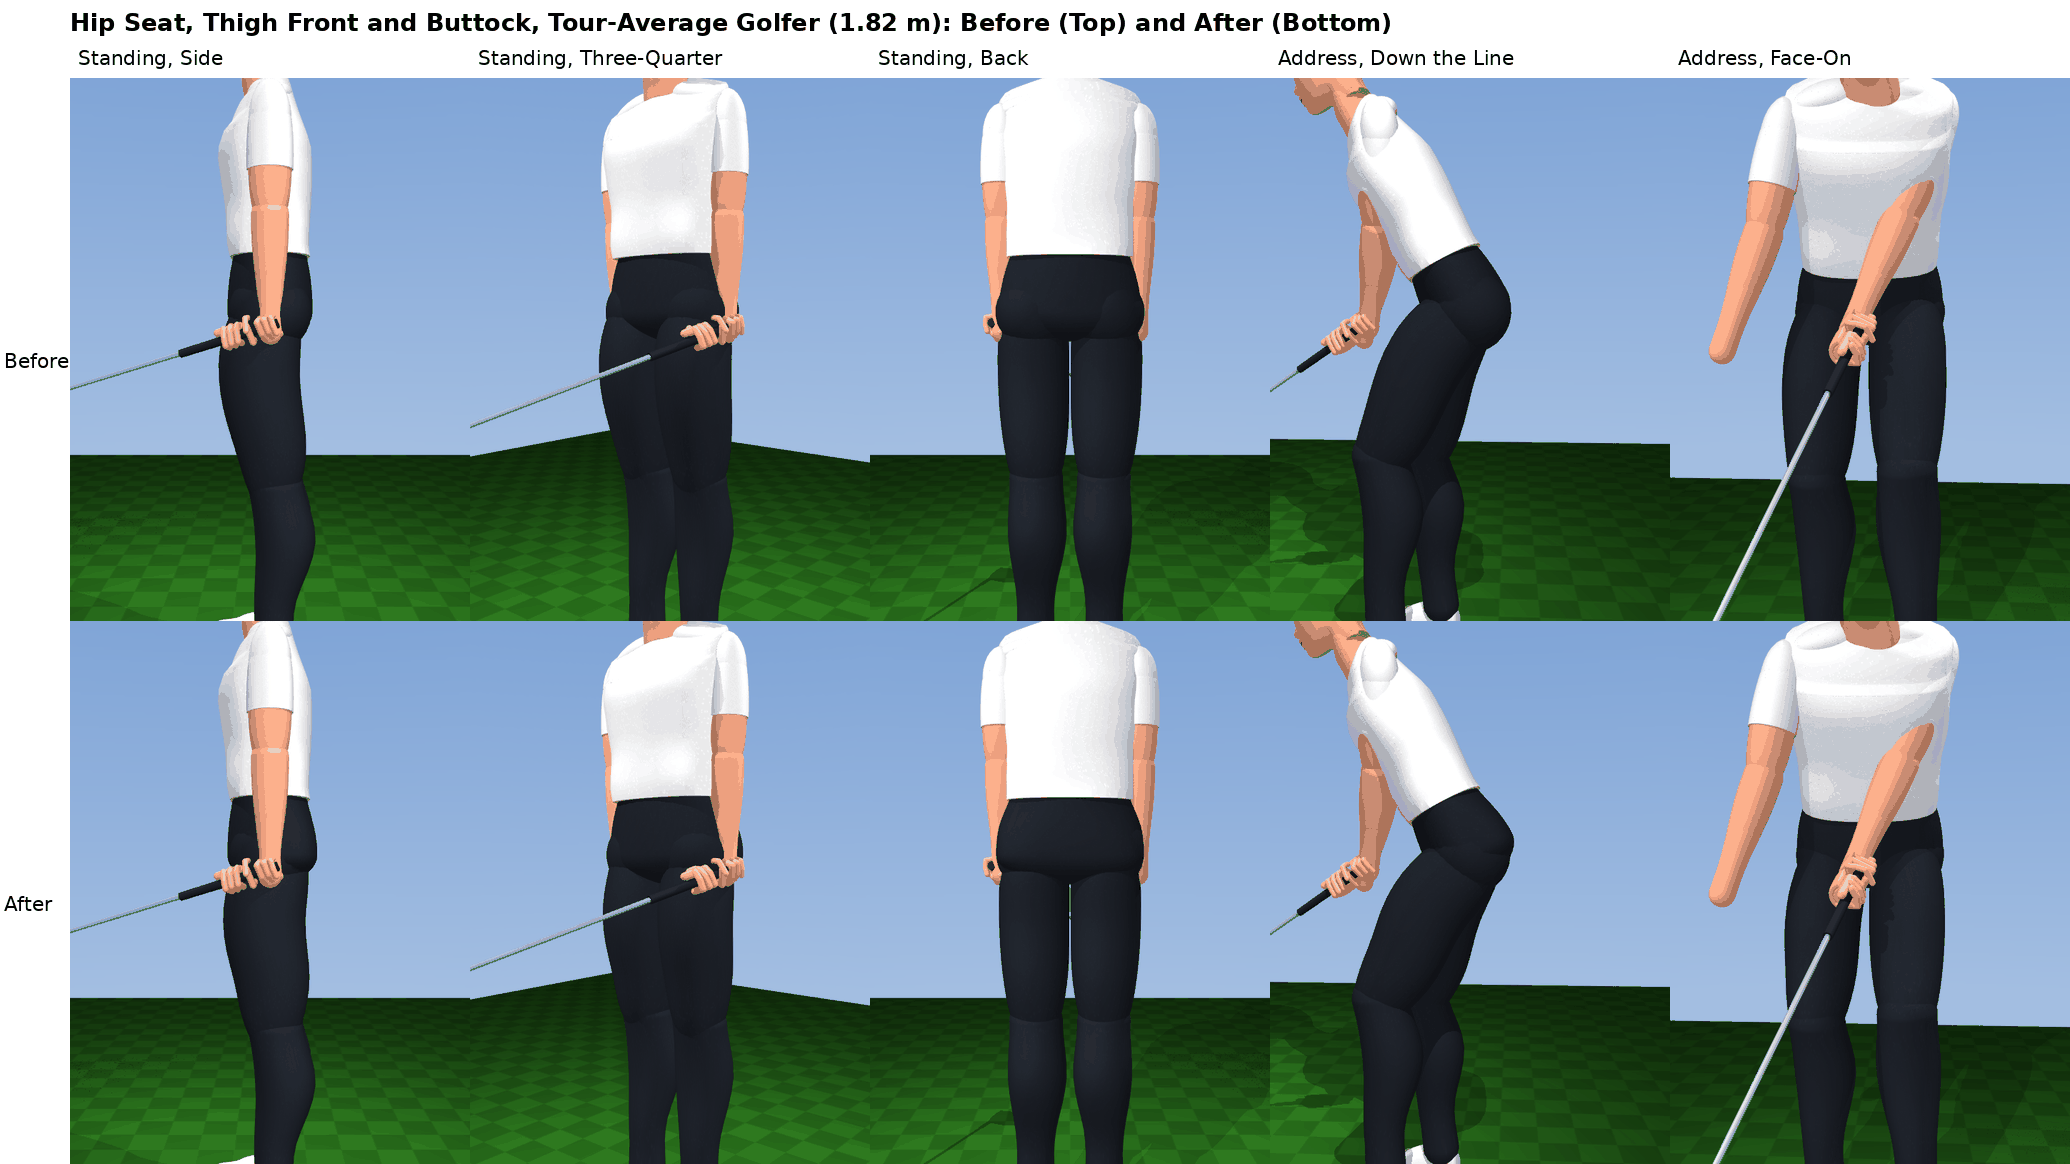 Hip Seat, Thigh Front and Buttock, Tour-Average Golfer (1.82 m): Before (Top) and After (Bottom)
Standing, Side
Standing, Three-Quarter
Standing, Back
Address, Down the Line
Address, Face-On
Before
After